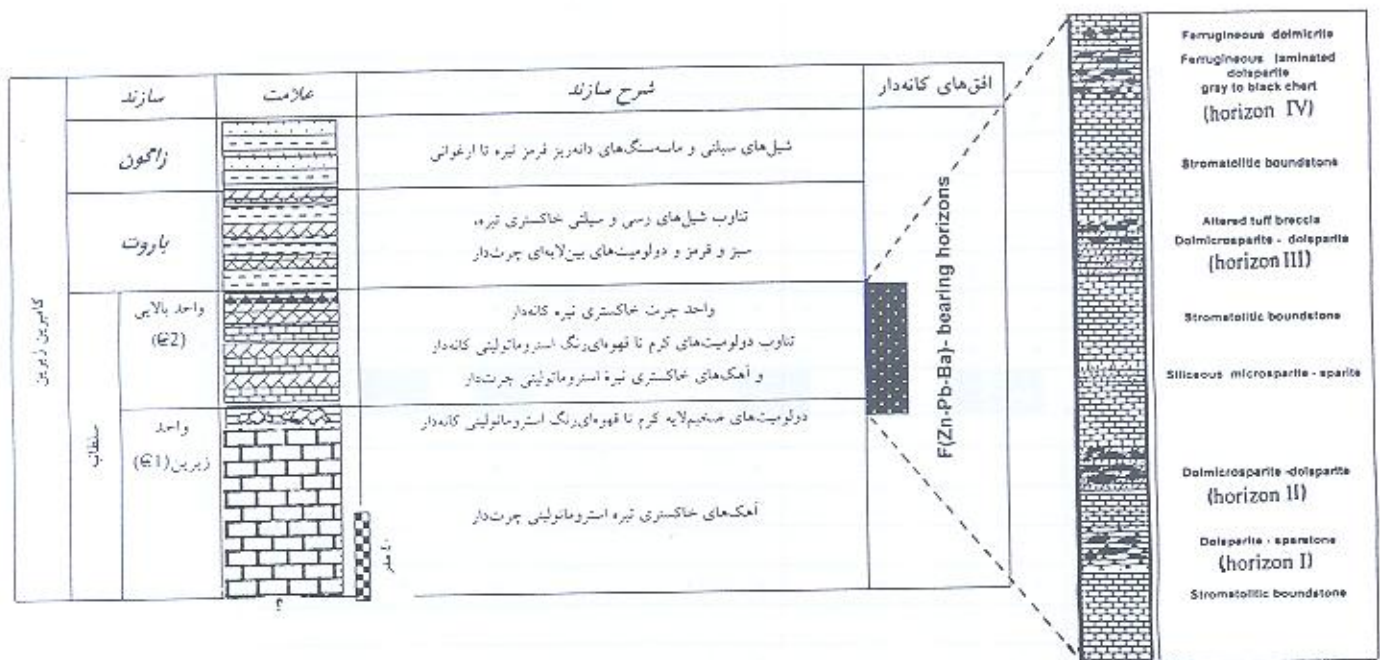 سازند
علامت
شرح سازند
افق‌های کانه‌دار
کامبرین زیرین
زاگون
شیل‌های سیلتی و ماسه‌سنگ‌های دانه‌ریز قرمز تیره تا ارغوانی
باروت
تناوب شیل‌های رسی و سیلتی خاکستری تیره،
سبز و قرمز و دولومیت‌های بین‌لایه‌ای چرت‌دار
واحد بالایی
(Є2)
واحد چرت خاکستری تیره کانه‌دار
تناوب دولومیت‌های کرم تا قهوه‌ای‌رنگ استروماتولیتی کانه‌دار
و آهک‌های خاکستری تیره استروماتولیتی چرت‌دار
واحد
زیرین(Є1)
دولومیت‌های ضخیم‌لایه کرم تا قهوه‌ای‌رنگ استروماتولیتی کانه‌دار
آهک‌های خاکستری تیره استروماتولیتی چرت‌دار
؟
F(Zn-Pb-Ba)- bearing horizons
Ferrugineous dolmicrite
Ferrugineous laminated
dolsparite
gray to black chert
(horizon IV)
Stromatolitic boundstone
Altered tuff breccia
Dolmicrosparite - dolsparite
(horizon III)
Stromatolitic boundstone
Siliceous microsparite - sparite
Dolmicrosparite -dolsparite
(horizon II)
Dolsparite - sparstone
(horizon I)
Stromatolitic boundstone